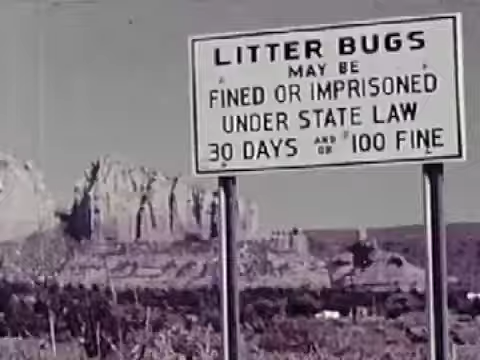 LITTER BUGS
MAY BE
FINED OR IMPRISONED
UNDER STATE LAW
30 DAYS AND OR $100 FINE